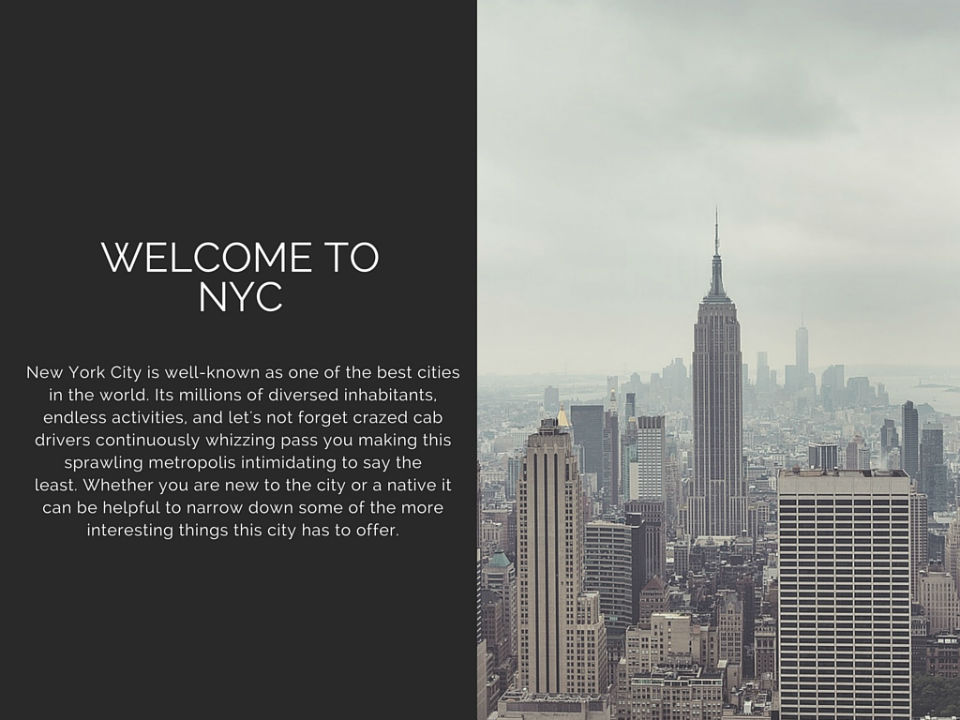 WELCOME TO
NYC
New York City is well-known as one of the best cities
in the world. Its millions of diversed inhabitants,
endless activities, and let's not forget crazed cab
drivers continuously whizzing pass you making this
sprawling metropolis intimidating to say the
least. Whether you are new to the city or a native it
can be helpful to narrow down some of the more
interesting things this city has to offer.